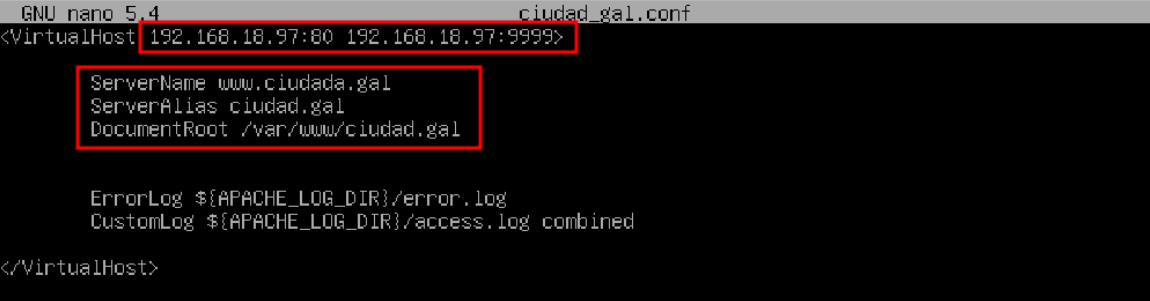 GNU nano 5.4 ciudad_gal.conf
<VirtualHost 192.168.18.97:80 192.168.18.97:9999>
ServerName www.ciudada.gal
ServerAlias ciudad.gal
DocumentRoot /var/www/ciudad.gal
ErrorLog ${APACHE_LOG_DIR}/error.log
CustomLog ${APACHE_LOG_DIR}/access.log combined
</VirtualHost>